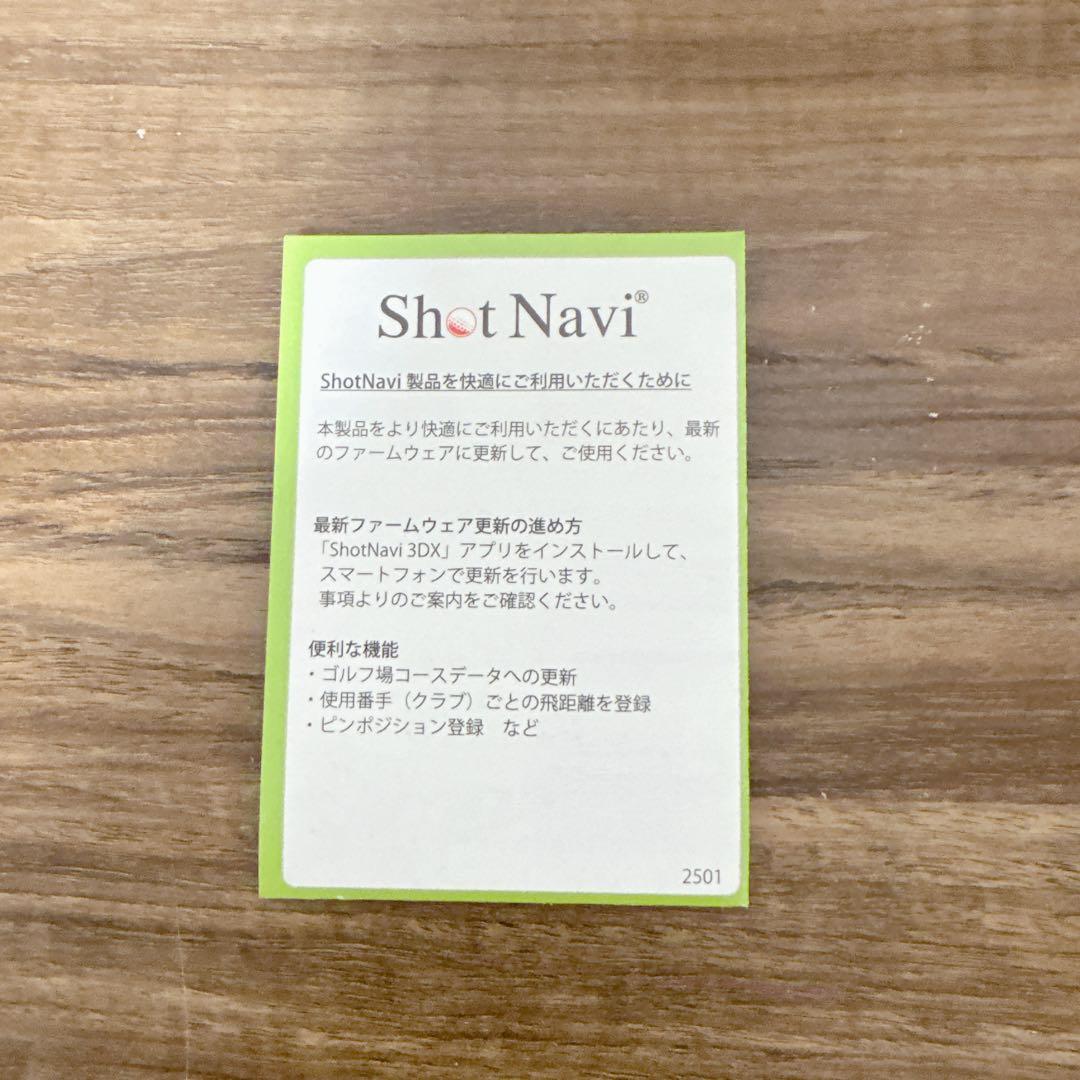 Shot Navi®
ShotNavi 製品を快適にご利用いただくために
本製品をより快適にご利用いただくにあたり、最新
のファームウェアに更新して、ご使用ください。
最新ファームウェア更新の進め方
「ShotNavi 3DX」アプリをインストールして、
スマートフォンで更新を行います。
事項よりのご案内をご確認ください。
便利な機能
・ゴルフ場コースデータへの更新
・使用番手（クラブ）ごとの飛距離を登録
・ピンポジション登録　など
2501